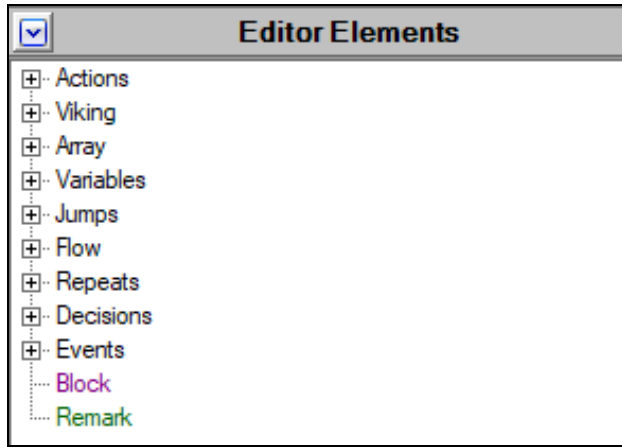 Editor Elements
Actions
Viking
Array
Variables
Jumps
Flow
Repeats
Decisions
Events
Block
Remark